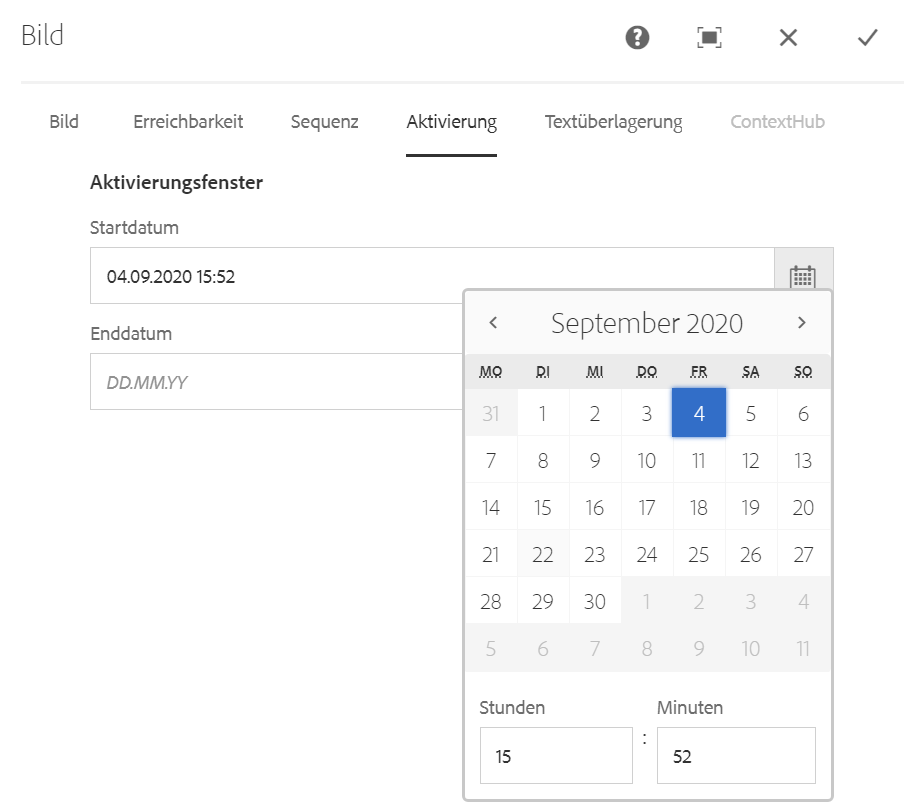 Bild
Bild Erreichbarkeit Sequenz Aktivierung Textüberlagerung ContextHub
Aktivierungsfenster
Startdatum
04.09.2020 15:52
Enddatum
DD.MM.YY
September 2020
MO DI MI DO FR SA SO
31 1 2 3 4 5 6
7 8 9 10 11 12 13
14 15 16 17 18 19 20
21 22 23 24 25 26 27
28 29 30 1 2 3 4
5 6 7 8 9 10 11
Stunden Minuten
15 : 52